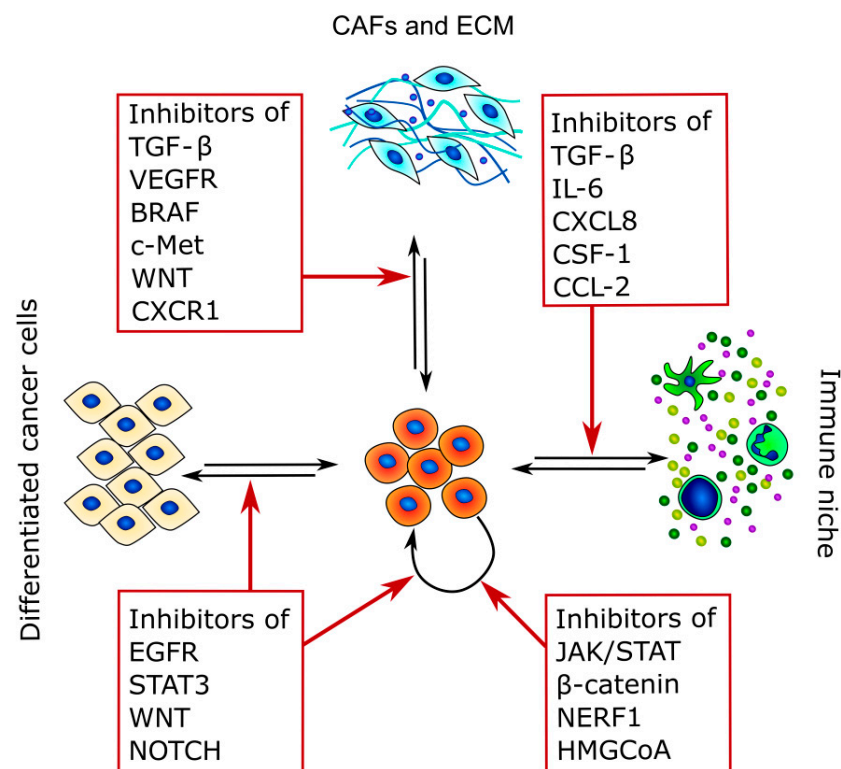 CAFs and ECM
Inhibitors of
TGF-β
VEGFR
BRAF
c-Met
WNT
CXCR1
Inhibitors of
TGF-β
IL-6
CXCL8
CSF-1
CCL-2
Differentiated cancer cells
Immune niche
Inhibitors of
EGFR
STAT3
WNT
NOTCH
Inhibitors of
JAK/STAT
β-catenin
NERF1
HMGCoA